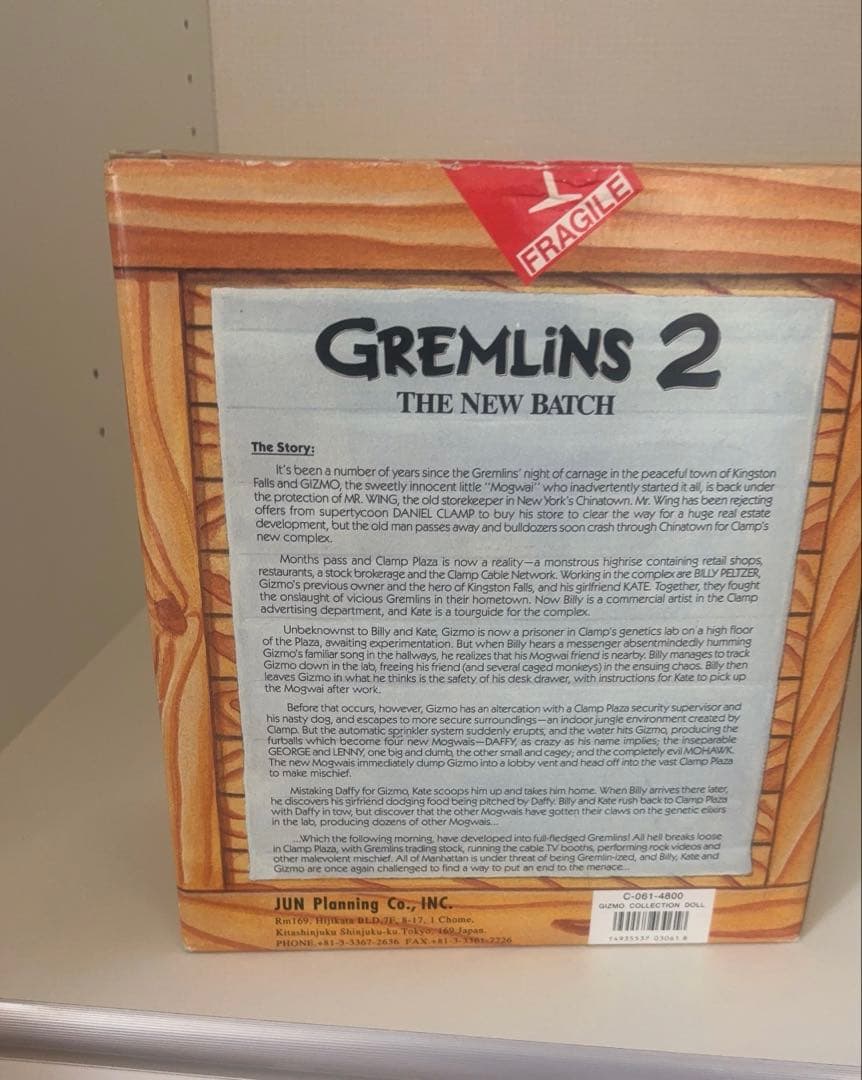 FRAGILE
GREMLiNS 2
THE NEW BATCH
The Story:
It's been a number of years since the Gremlins' night of carnage in the peaceful town of Kingston
Falls and GIZMO, the sweetly innocent little "Mogwai" who inadvertently started it all, is back under
the protection of MR. WING, the old storekeeper in New York's Chinatown. Mr. Wing has been rejecting
offers from supertycoon DANIEL CLAMP to buy his store to clear the way for a huge real estate
development, but the old man passes away and bulldozers soon crash through Chinatown for Clamp's
new complex.
Months pass and Clamp Plaza is now a reality—a monstrous highrise containing retail shops,
restaurants, a stock brokerage and the Clamp Cable Network. Working in the complex are BILLY PELTZER,
Gizmo's previous owner and the hero of Kingston Falls, and his girlfriend KATE. Together, they fought
the onslaught of vicious Gremlins in their hometown. Now Billy is a commercial artist in the Clamp
advertising department, and Kate is a tourguide for the complex.
Unbeknownst to Billy and Kate, Gizmo is now a prisoner in Clamp's genetics lab on a high floor
of the Plaza, awaiting experimentation. But when Billy hears a messenger absentmindedly humming
Gizmo's familiar song in the hallways, he realizes that his Mogwai friend is nearby. Billy manages to track
Gizmo down in the lab, freeing his friend (and several caged monkeys) in the ensuing chaos. Billy then
leaves Gizmo in what he thinks is the safety of his desk drawer, with instructions for Kate to pick up
the Mogwai after work.
Before that occurs, however, Gizmo has an altercation with a Clamp Plaza security supervisor and
his nasty dog, and escapes to more secure surroundings—an indoor jungle environment created by
Clamp. But the automatic sprinkler system suddenly erupts, and the water hits Gizmo, producing the
furballs which become four new Mogwais—DAFFY, as crazy as his name implies; the inseparable
GEORGE and LENNY, one big and dumb, the other small and cagey; and the completely evil MOHAWK.
The new Mogwais immediately dump Gizmo into a lobby vent and head off into the vast Clamp Plaza
to make mischief.
Mistaking Daffy for Gizmo, Kate scoops him up and takes him home. When Billy arrives there later,
he discovers his girlfriend dodging food being pitched by Daffy. Billy and Kate rush back to Clamp Plaza
with Daffy in tow, but discover that the other Mogwais have gotten their claws on the genetic elixirs
in the lab, producing dozens of other Mogwais...
...Which the following morning, have developed into full-fledged Gremlins! All hell breaks loose
in Clamp Plaza, with Gremlins trading stock, running the cable TV booths, performing rock videos and
other malevolent mischief. All of Manhattan is under threat of being Gremlin-ized, and Billy, Kate and
Gizmo are once again challenged to find a way to put an end to the menace...
JUN Planning Co., INC.
Rm169, Hijikata BLD.7F, 8-17, 1 Chome,
Kitashinjuku Shinjuku-ku.Tokyo. 169 Japan.
PHONE.+81-3-3367-2636 FAX.+81-3-3361-2226
C-061-4800
GIZMO COLLECTION DOLL